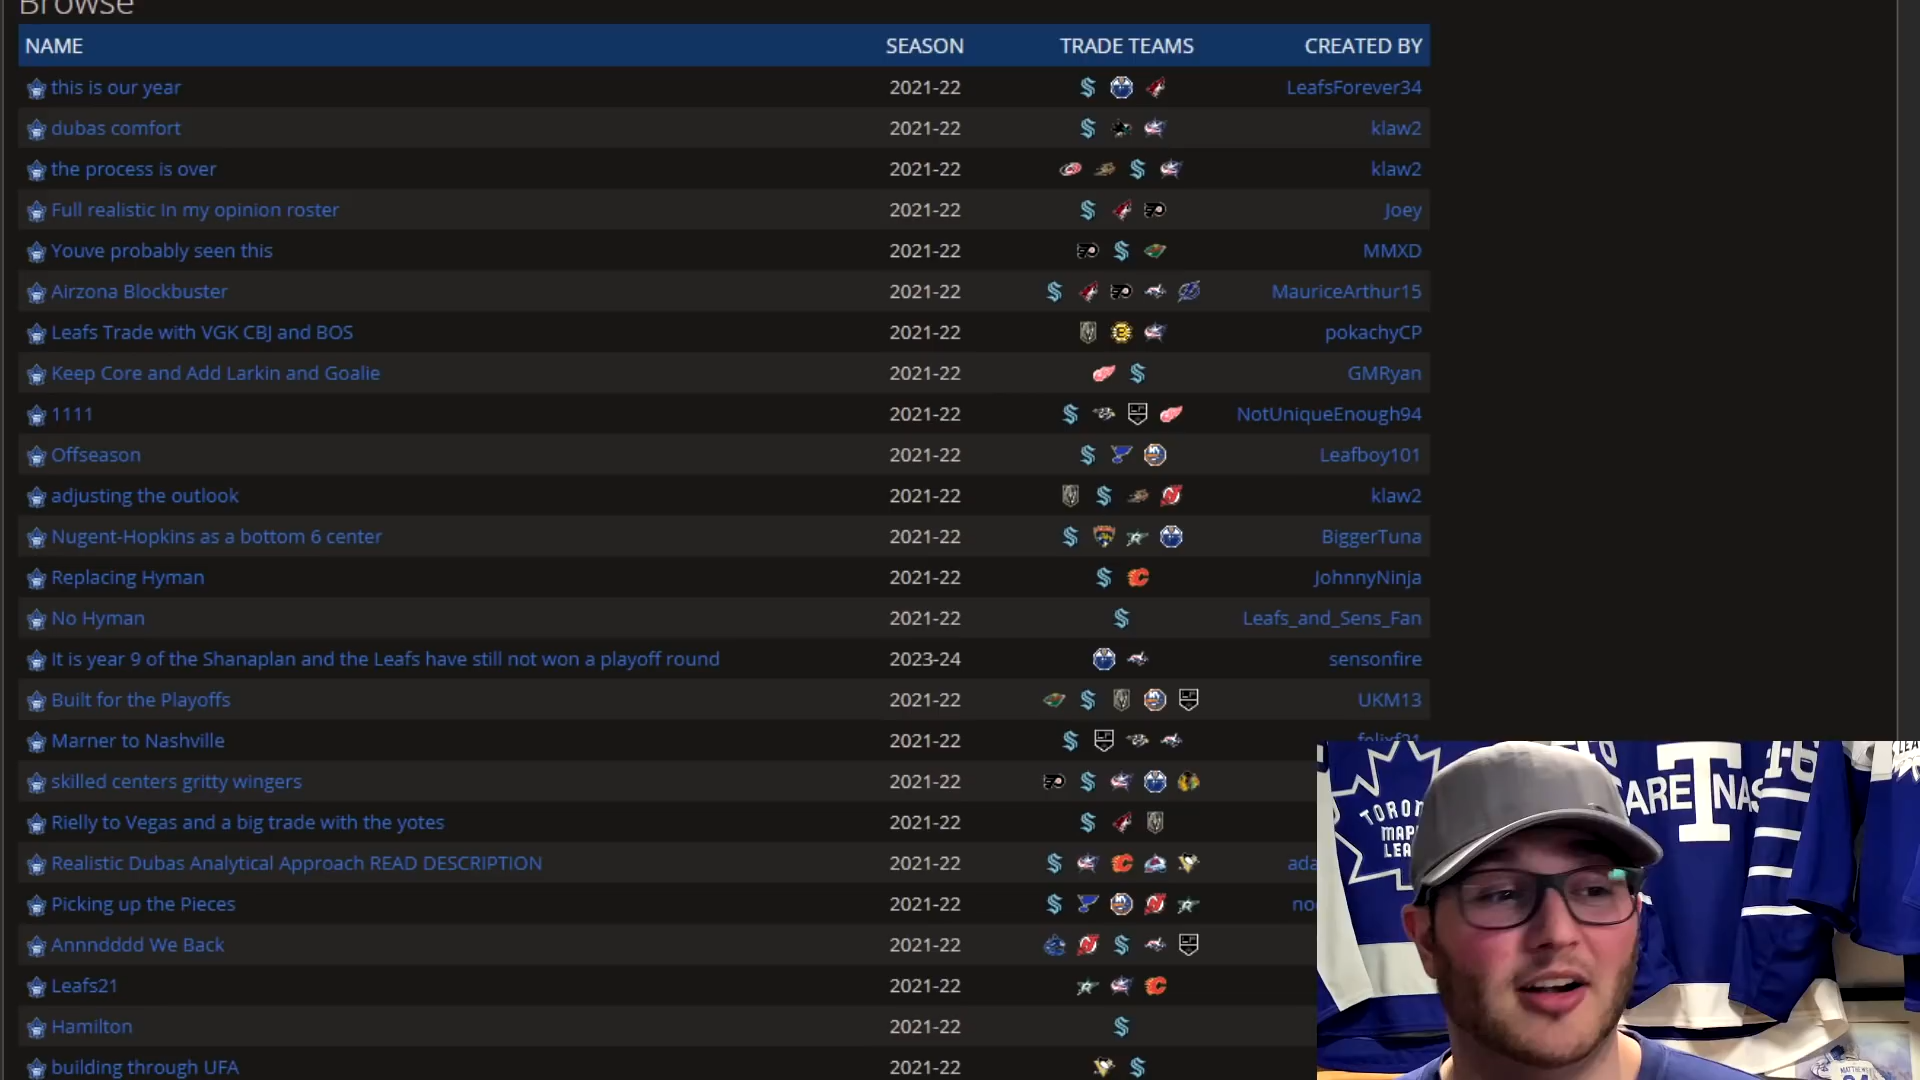 Browse
NAME SEASON TRADE TEAMS CREATED BY
this is our year 2021-22 LeafsForever34
dubas comfort 2021-22 klaw2
the process is over 2021-22 klaw2
Full realistic In my opinion roster 2021-22 Joey
Youve probably seen this 2021-22 MMXD
Airzona Blockbuster 2021-22 MauriceArthur15
Leafs Trade with VGK CBJ and BOS 2021-22 pokachyCP
Keep Core and Add Larkin and Goalie 2021-22 GMRyan
1111 2021-22 NotUniqueEnough94
Offseason 2021-22 Leafboy101
adjusting the outlook 2021-22 klaw2
Nugent-Hopkins as a bottom 6 center 2021-22 BiggerTuna
Replacing Hyman 2021-22 JohnnyNinja
No Hyman 2021-22 Leafs_and_Sens_Fan
It is year 9 of the Shanaplan and the Leafs have still not won a playoff round 2023-24 sensonfire
Built for the Playoffs 2021-22 UKM13
Marner to Nashville 2021-22
skilled centers gritty wingers 2021-22
Rielly to Vegas and a big trade with the yotes 2021-22
Realistic Dubas Analytical Approach READ DESCRIPTION 2021-22 ada
Picking up the Pieces 2021-22
Annndddd We Back 2021-22
Leafs21 2021-22
Hamilton 2021-22
building through UFA 2021-22
TORON
MAP
LEA
ARE T NAS
16